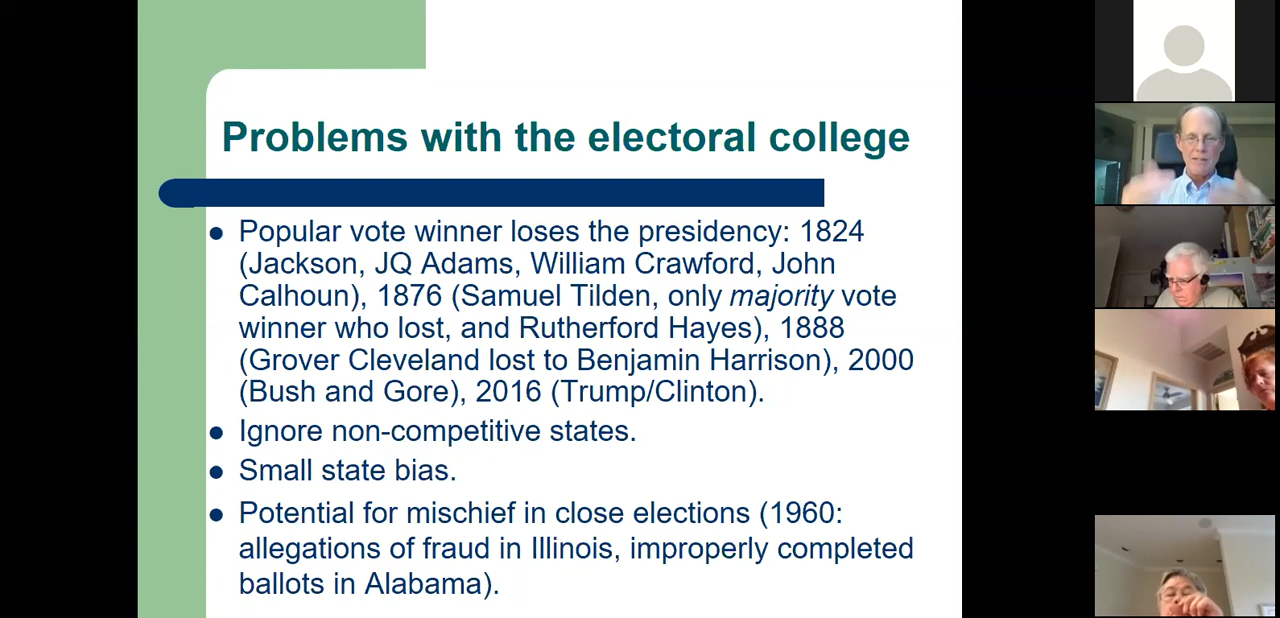 Problems with the electoral college
● Popular vote winner loses the presidency: 1824
(Jackson, JQ Adams, William Crawford, John
Calhoun), 1876 (Samuel Tilden, only majority vote
winner who lost, and Rutherford Hayes), 1888
(Grover Cleveland lost to Benjamin Harrison), 2000
(Bush and Gore), 2016 (Trump/Clinton).
● Ignore non-competitive states.
● Small state bias.
● Potential for mischief in close elections (1960:
allegations of fraud in Illinois, improperly completed
ballots in Alabama).